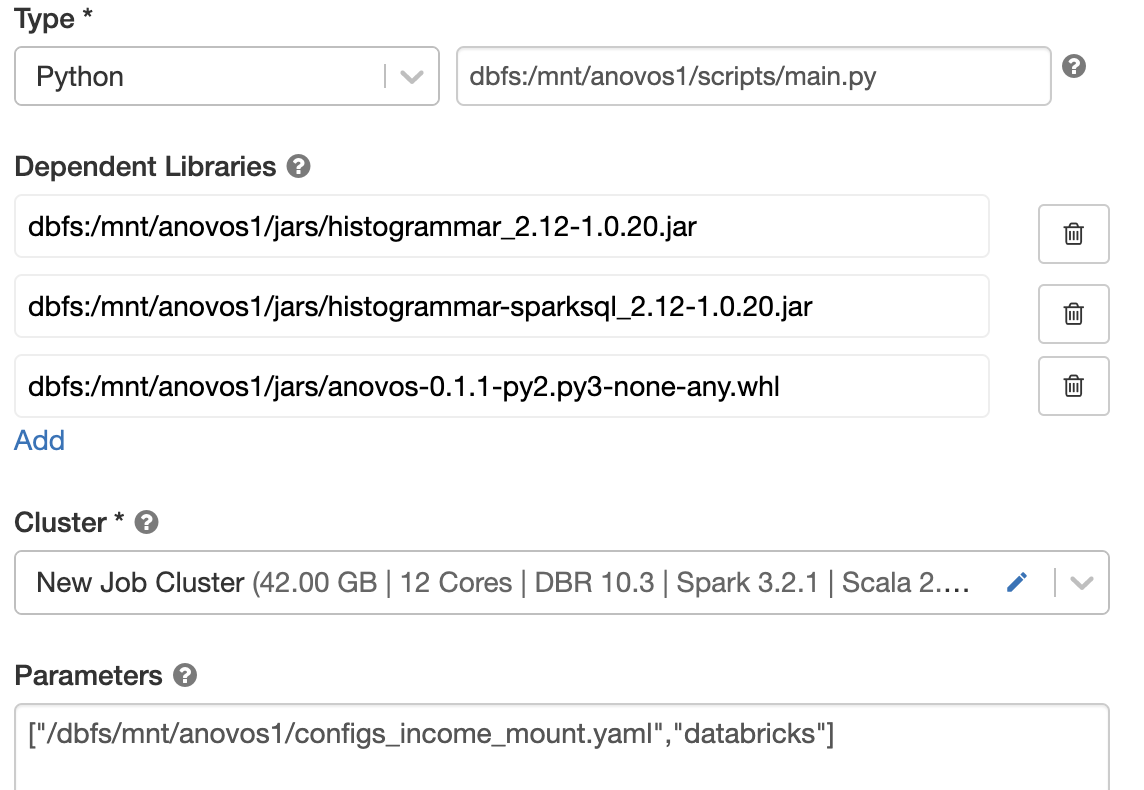 Type *
Python
dbfs:/mnt/anovos1/scripts/main.py
Dependent Libraries
dbfs:/mnt/anovos1/jars/histogrammar_2.12-1.0.20.jar
dbfs:/mnt/anovos1/jars/histogrammar-sparksql_2.12-1.0.20.jar
dbfs:/mnt/anovos1/jars/anovos-0.1.1-py2.py3-none-any.whl
Add
Cluster *
New Job Cluster (42.00 GB | 12 Cores | DBR 10.3 | Spark 3.2.1 | Scala 2....
Parameters
["/dbfs/mnt/anovos1/configs_income_mount.yaml","databricks"]